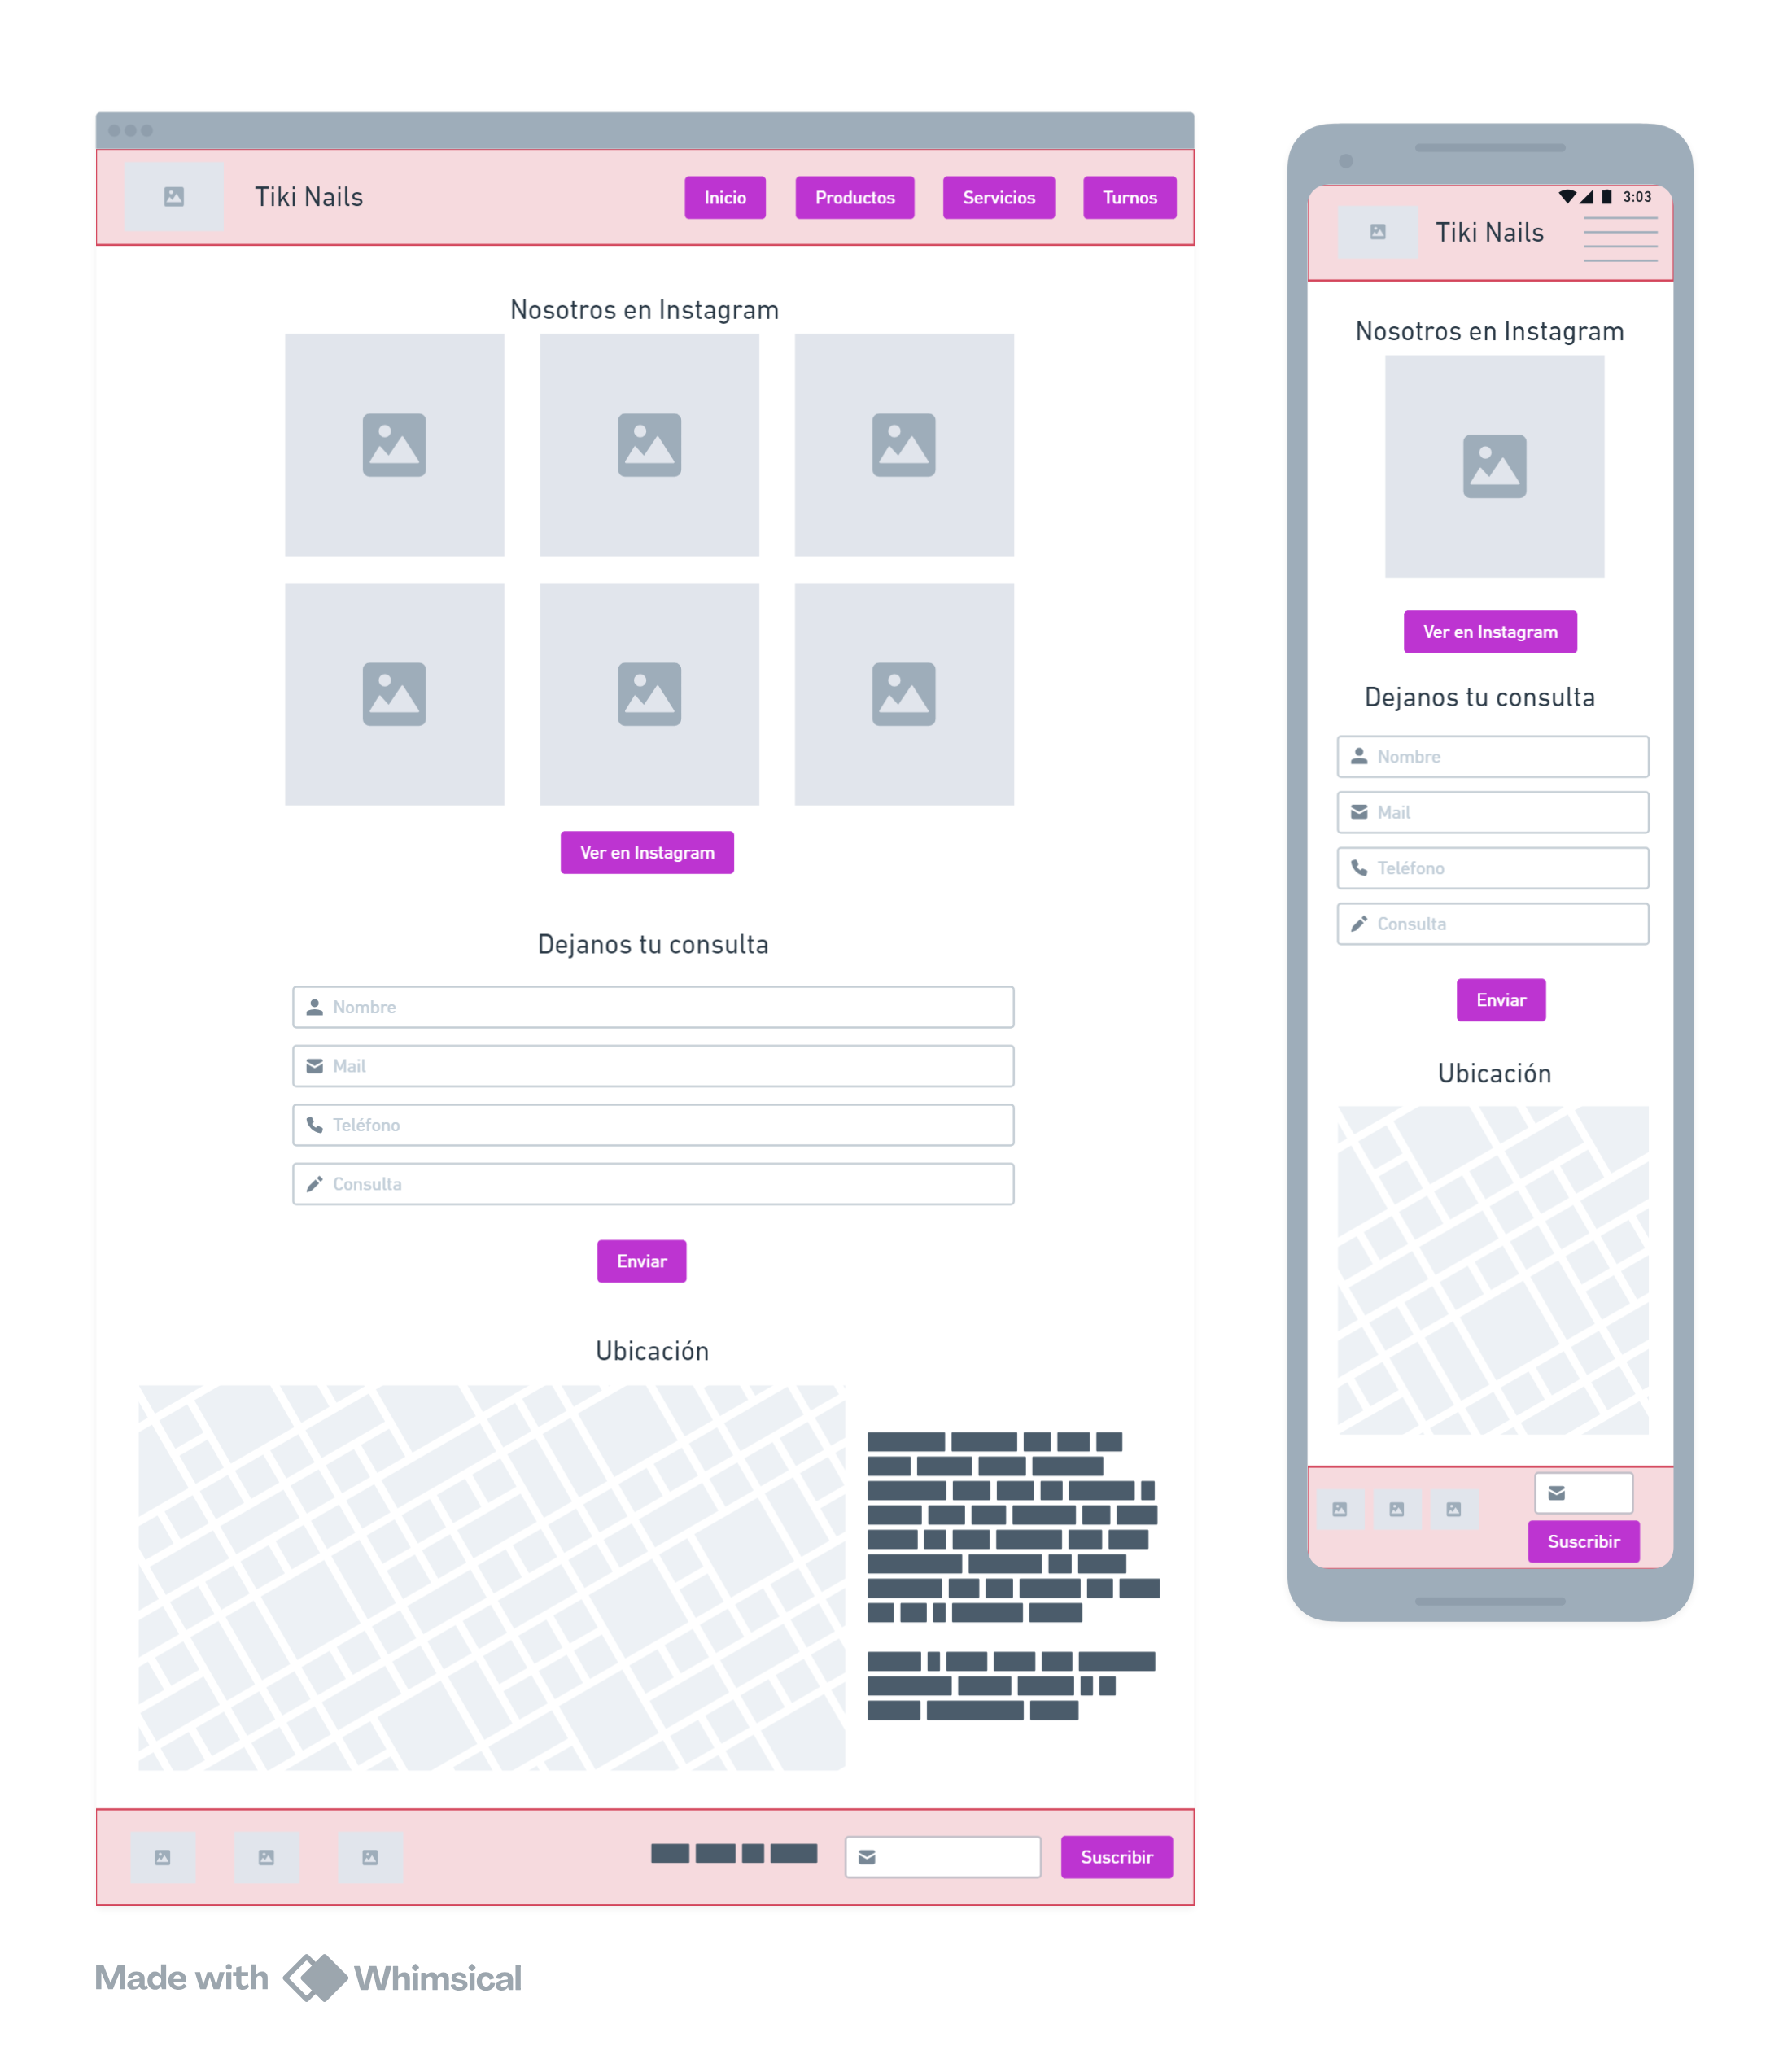 Tiki Nails
Inicio
Productos
Servicios
Turnos
Nosotros en Instagram
Ver en Instagram
Dejanos tu consulta
Nombre
Mail
Teléfono
Consulta
Enviar
Ubicación
Suscribir
3:03
Tiki Nails
Nosotros en Instagram
Ver en Instagram
Dejanos tu consulta
Nombre
Mail
Teléfono
Consulta
Enviar
Ubicación
Suscribir
Made with Whimsical